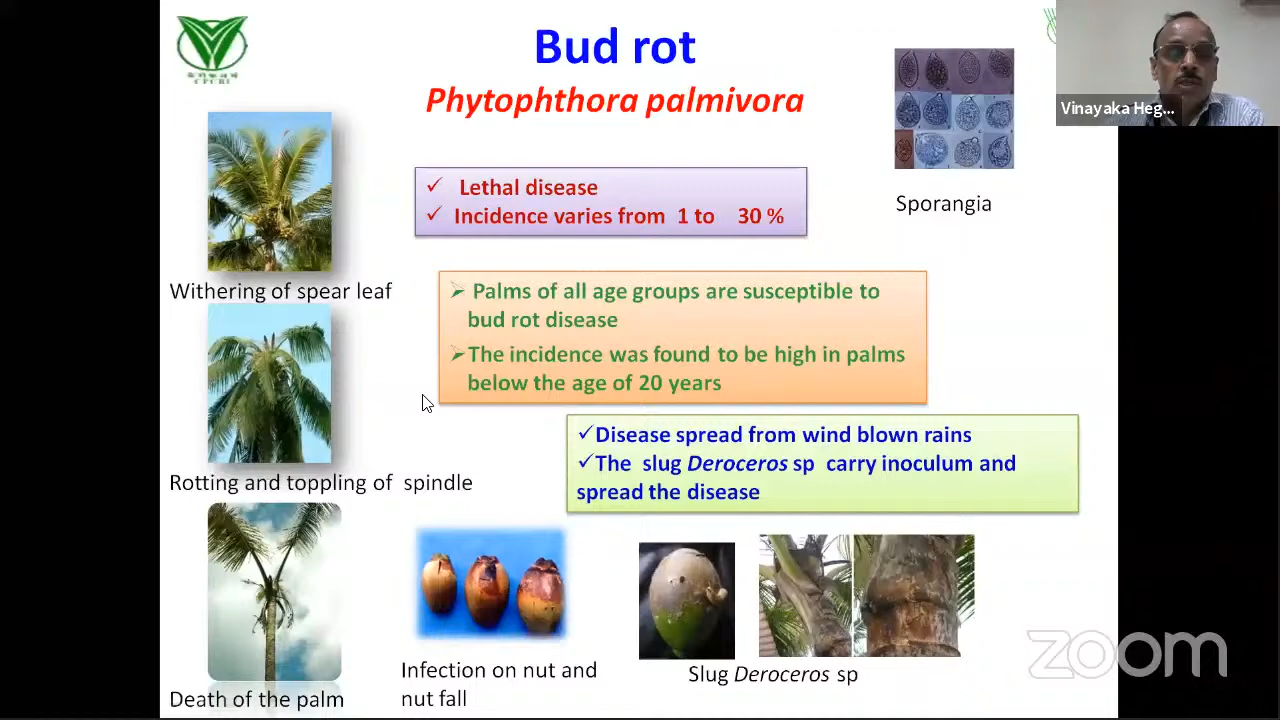 Bud rot
Phytophthora palmivora
CPCRI
Vinayaka Heg...
Sporangia
✓ Lethal disease
✓ Incidence varies from 1 to 30 %
Withering of spear leaf
➢ Palms of all age groups are susceptible to
bud rot disease
➢The incidence was found to be high in palms
below the age of 20 years
✓Disease spread from wind blown rains
✓The slug Deroceros sp carry inoculum and
spread the disease
Rotting and toppling of spindle
Death of the palm
Infection on nut and
nut fall
Slug Deroceros sp
zoom